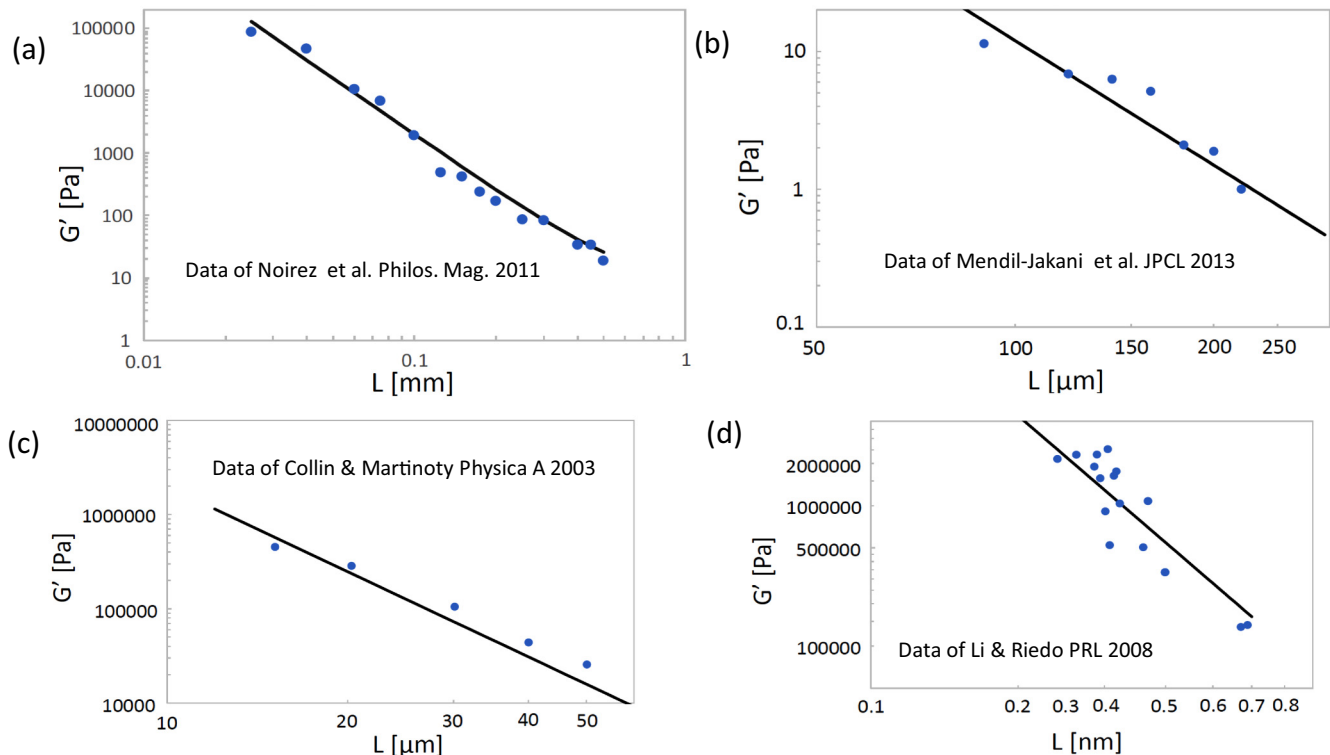 (a)
100000
10000
1000
100
10
1
G’ [Pa]
Data of Noirez et al. Philos. Mag. 2011
0.01
0.1
1
L [mm]
(b)
10
1
0.1
G’ [Pa]
Data of Mendil-Jakani et al. JPCL 2013
50
100
150
200
250
L [μm]
(c)
10000000
1000000
100000
10000
G’ [Pa]
Data of Collin & Martinoty Physica A 2003
10
20
30
40
50
L [μm]
(d)
2000000
1000000
500000
100000
G’ [Pa]
Data of Li & Riedo PRL 2008
0.1
0.2
0.3
0.4
0.5
0.6
0.7
0.8
L [nm]